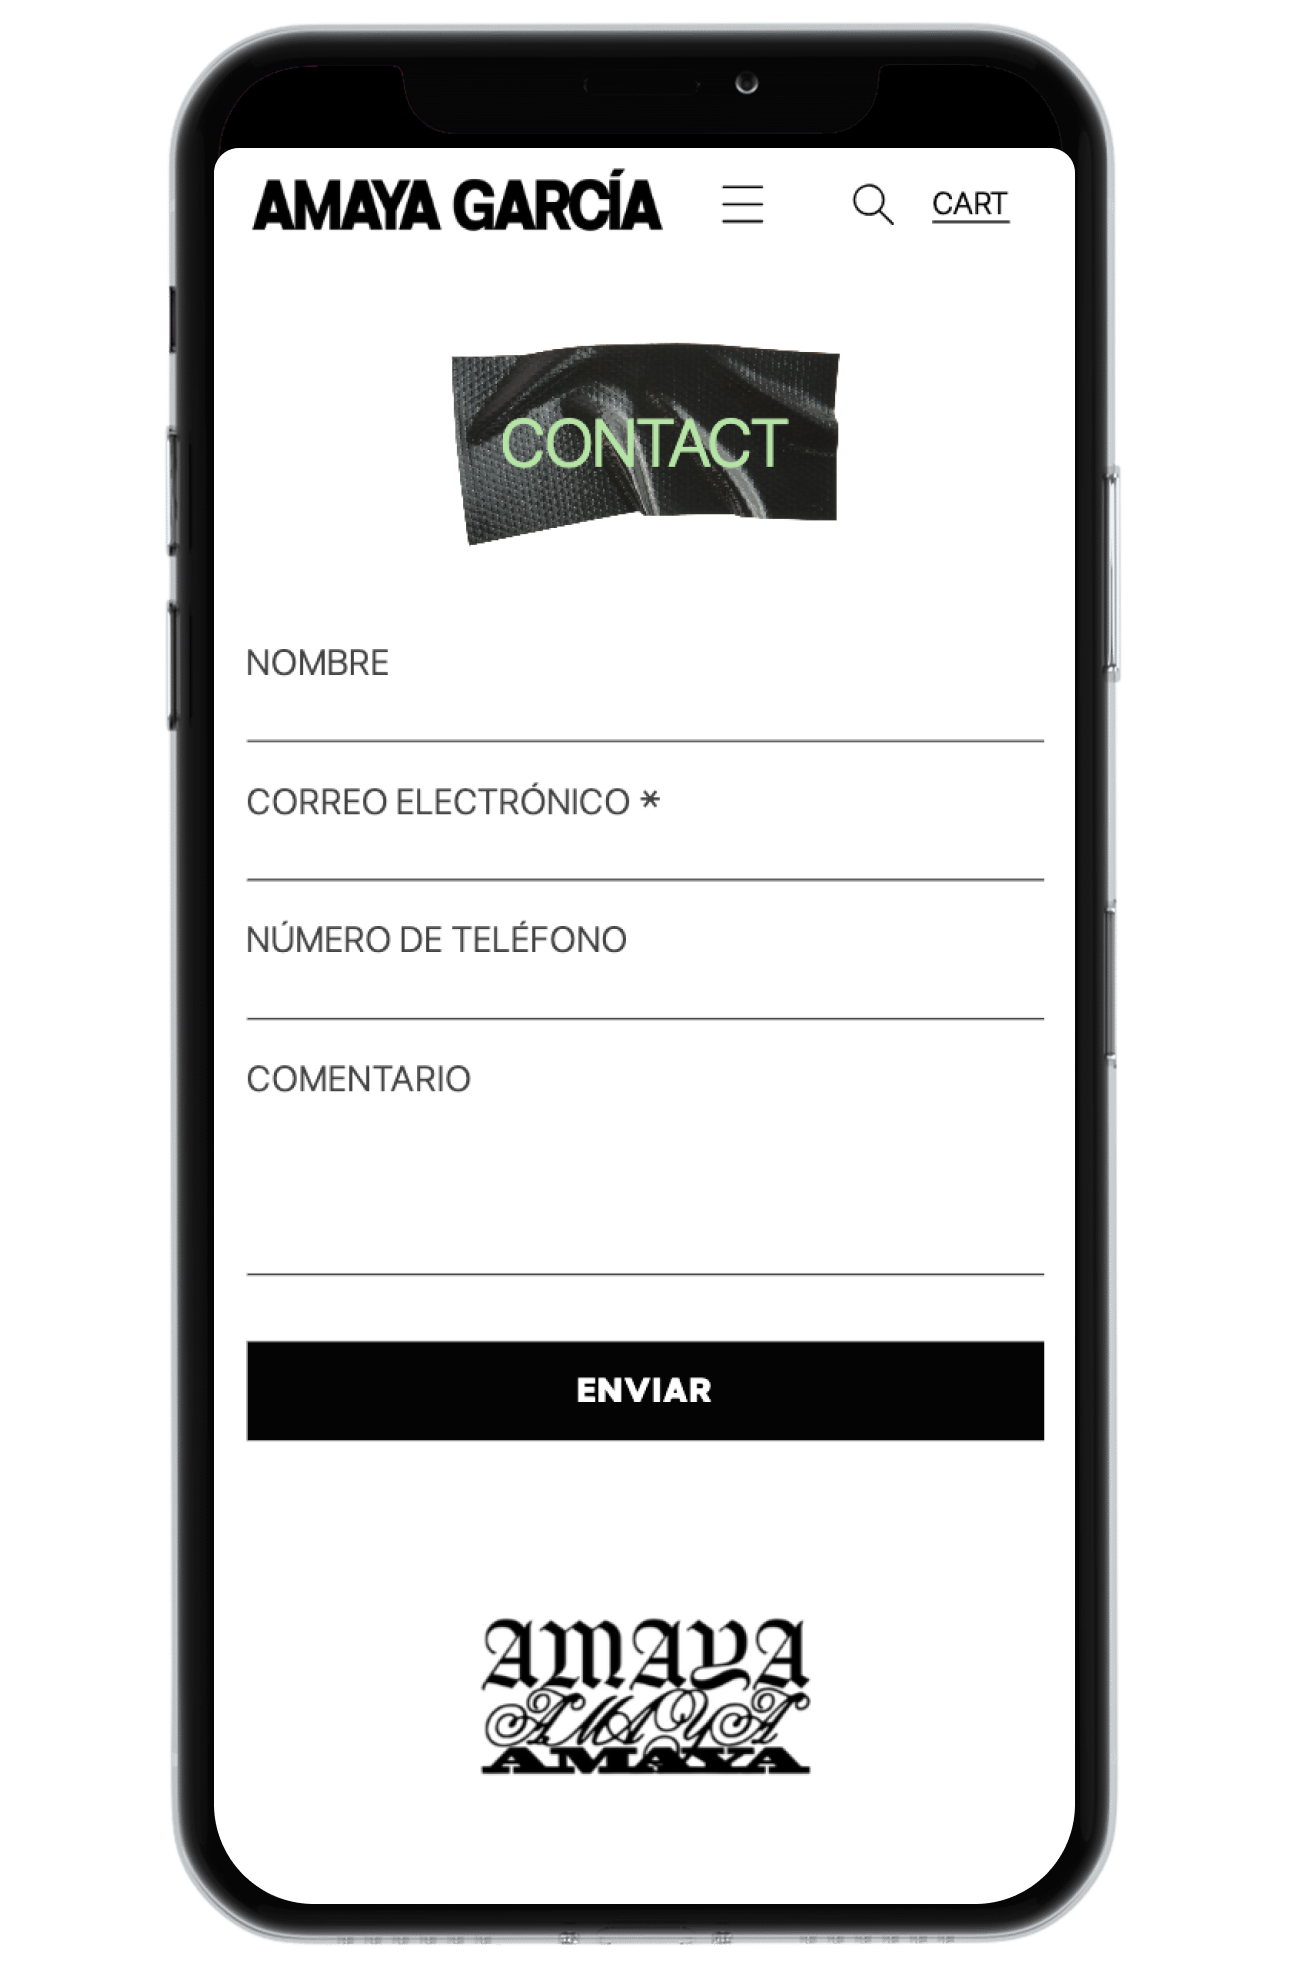 AMAYA GARCÍA
CART
CONTACT
NOMBRE
CORREO ELECTRÓNICO *
NÚMERO DE TELÉFONO
COMENTARIO
ENVIAR
AMAYA
AMAYA
AMAYA